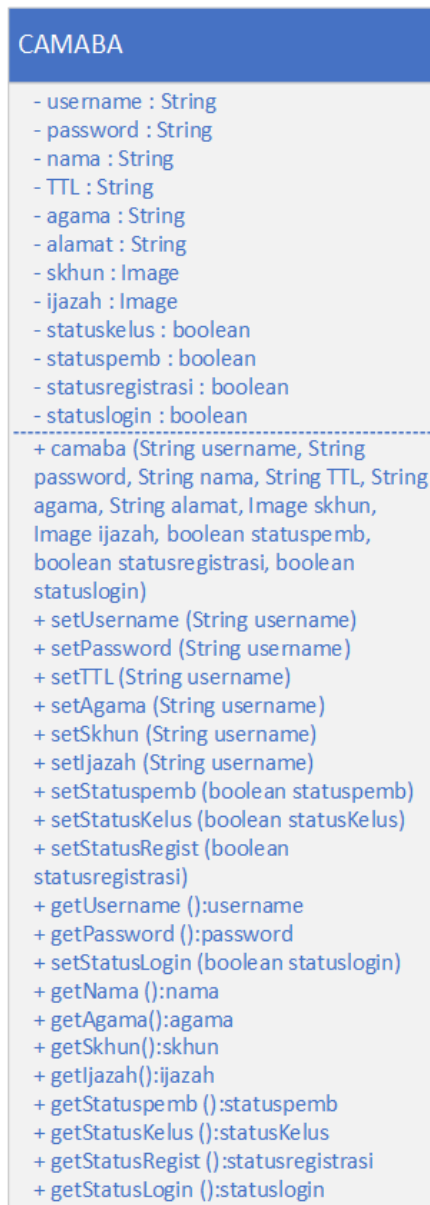 CAMABA
- username : String
- password : String
- nama : String
- TTL : String
- agama : String
- alamat : String
- skhun : Image
- ijazah : Image
- statuskelus : boolean
- statuspemb : boolean
- statusregistrasi : boolean
- statuslogin : boolean
+ camaba (String username, String
password, String nama, String TTL, String
agama, String alamat, Image skhun,
Image ijazah, boolean statuspemb,
boolean statusregistrasi, boolean
statuslogin)
+ setUsername (String username)
+ setPassword (String username)
+ setTTL (String username)
+ setAgama (String username)
+ setSkhun (String username)
+ setIjazah (String username)
+ setStatuspemb (boolean statuspemb)
+ setStatusKelus (boolean statusKelus)
+ setStatusRegist (boolean
statusregistrasi)
+ getUsername ():username
+ getPassword ():password
+ setStatusLogin (boolean statuslogin)
+ getNama ():nama
+ getAgama():agama
+ getSkhun():skhun
+ getIjazah():ijazah
+ getStatuspemb ():statuspemb
+ getStatusKelus ():statusKelus
+ getStatusRegist ():statusregistrasi
+ getStatusLogin ():statuslogin